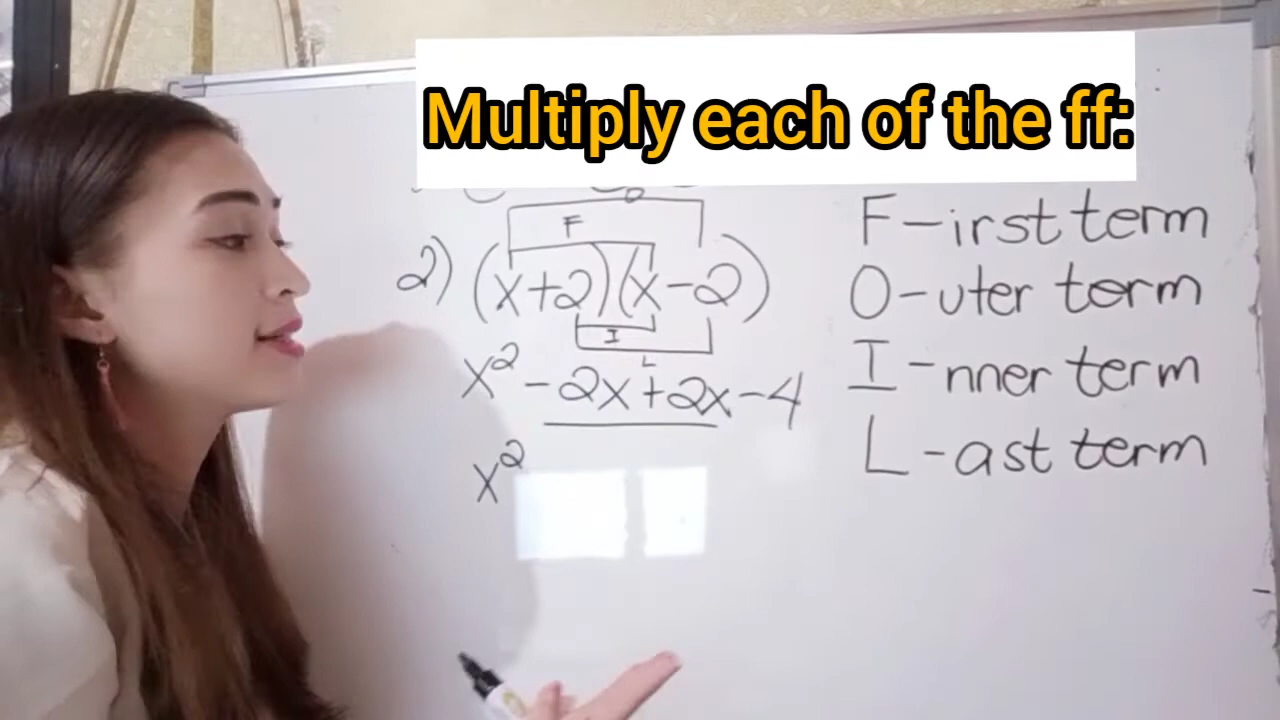 Multiply each of the ff:
F
2) (x+2)(x-2)
I
L
x² - 2x + 2x - 4
x²
F-irst term
O-uter term
I-nner term
L-ast term